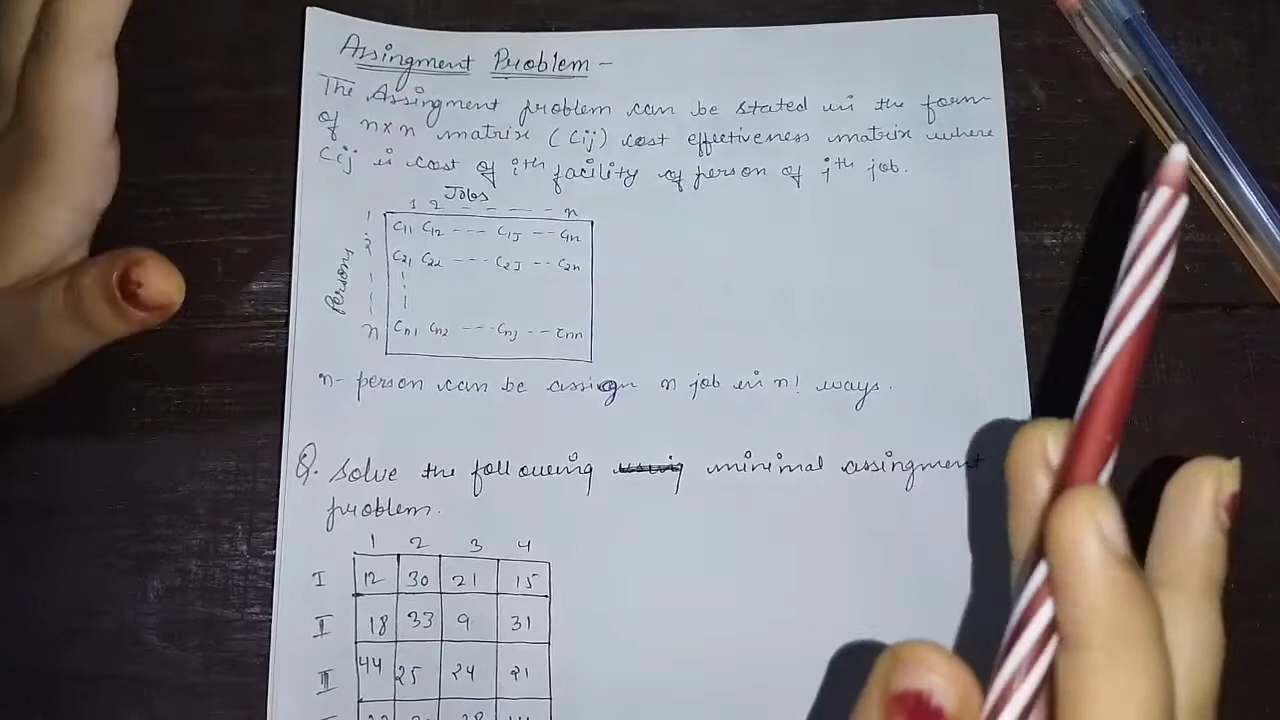 Assingment Problem -
The Assingment problem can be stated in the form
of n×n matrix (Cij) cost effectiveness matrix where
Cij is cost of ith facility of person of jth job.
Jobs
1 2 - - - - - n
Persons
1 C11 C12 --- C1J -- C1n
2 C21 C22 --- C2J -- C2n
n Cn1 Cn2 --- Cnj -- Cnn
n- person can be assign n job in n! ways.
Q. Solve the following minimal assingment
problem.
1 2 3 4
I 12 30 21 15
II 18 33 9 31
III 44 25 24 21